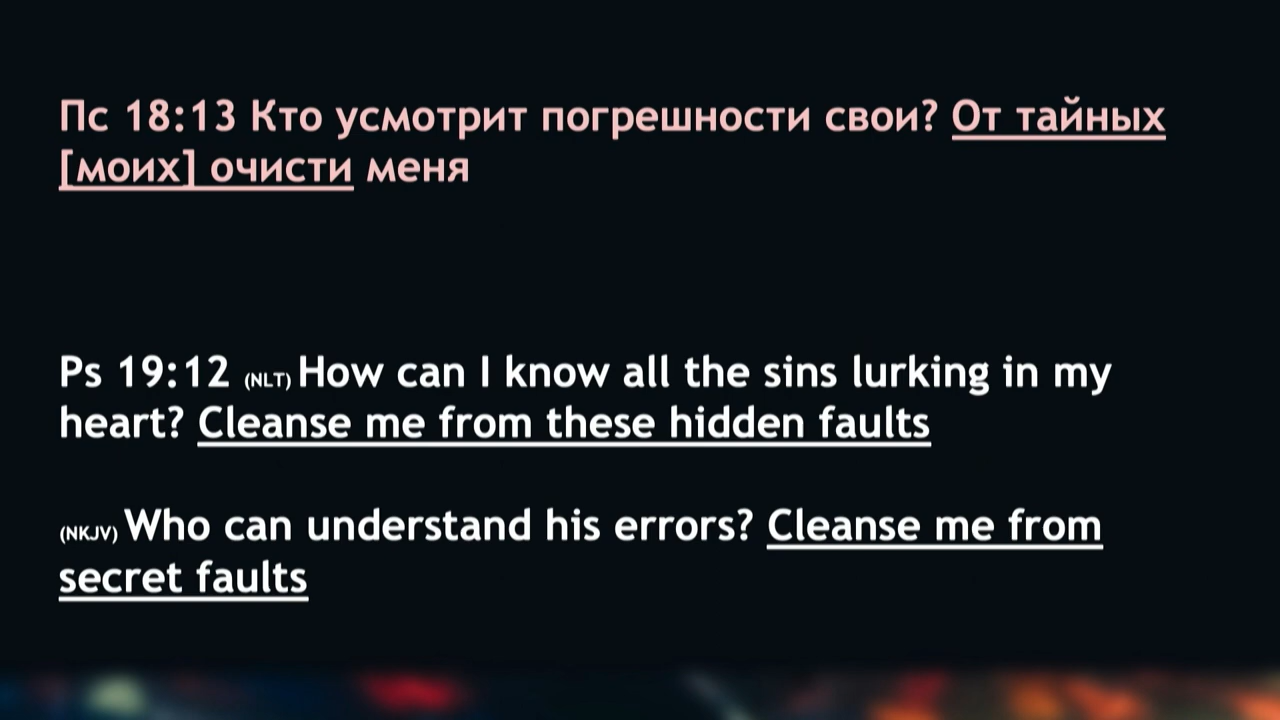 Пс 18:13 Кто усмотрит погрешности свои? От тайных
[моих] очисти меня
Ps 19:12 (NLT) How can I know all the sins lurking in my
heart? Cleanse me from these hidden faults
(NKJV) Who can understand his errors? Cleanse me from
secret faults